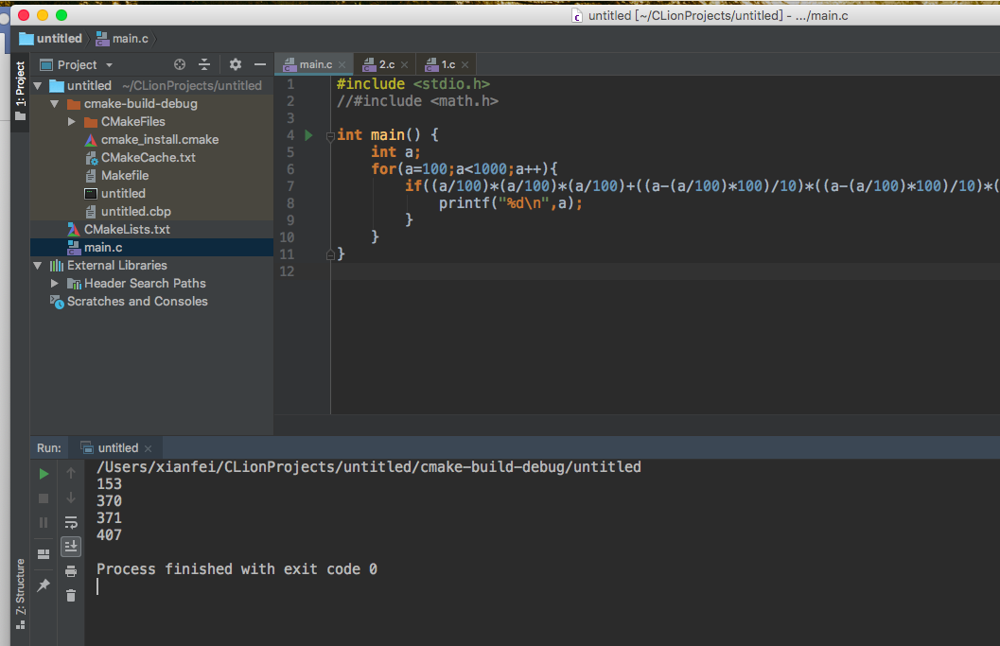 untitled [~/CLionProjects/untitled] - .../main.c
untitled main.c
1: Project
Project
main.c 2.c 1.c
untitled ~/CLionProjects/untitled
cmake-build-debug
CMakeFiles
cmake_install.cmake
CMakeCache.txt
Makefile
untitled
untitled.cbp
CMakeLists.txt
main.c
External Libraries
Header Search Paths
Scratches and Consoles
1 #include <stdio.h>
2 //#include <math.h>
3
4 int main() {
5 int a;
6 for(a=100;a<1000;a++){
7 if((a/100)*(a/100)*(a/100)+((a-(a/100)*100)/10)*((a-(a/100)*100)/10)*(
8 printf("%d\n",a);
9 }
10 }
11 }
12
Run: untitled
/Users/xianfei/CLionProjects/untitled/cmake-build-debug/untitled
153
370
371
407
Process finished with exit code 0
Z: Structure